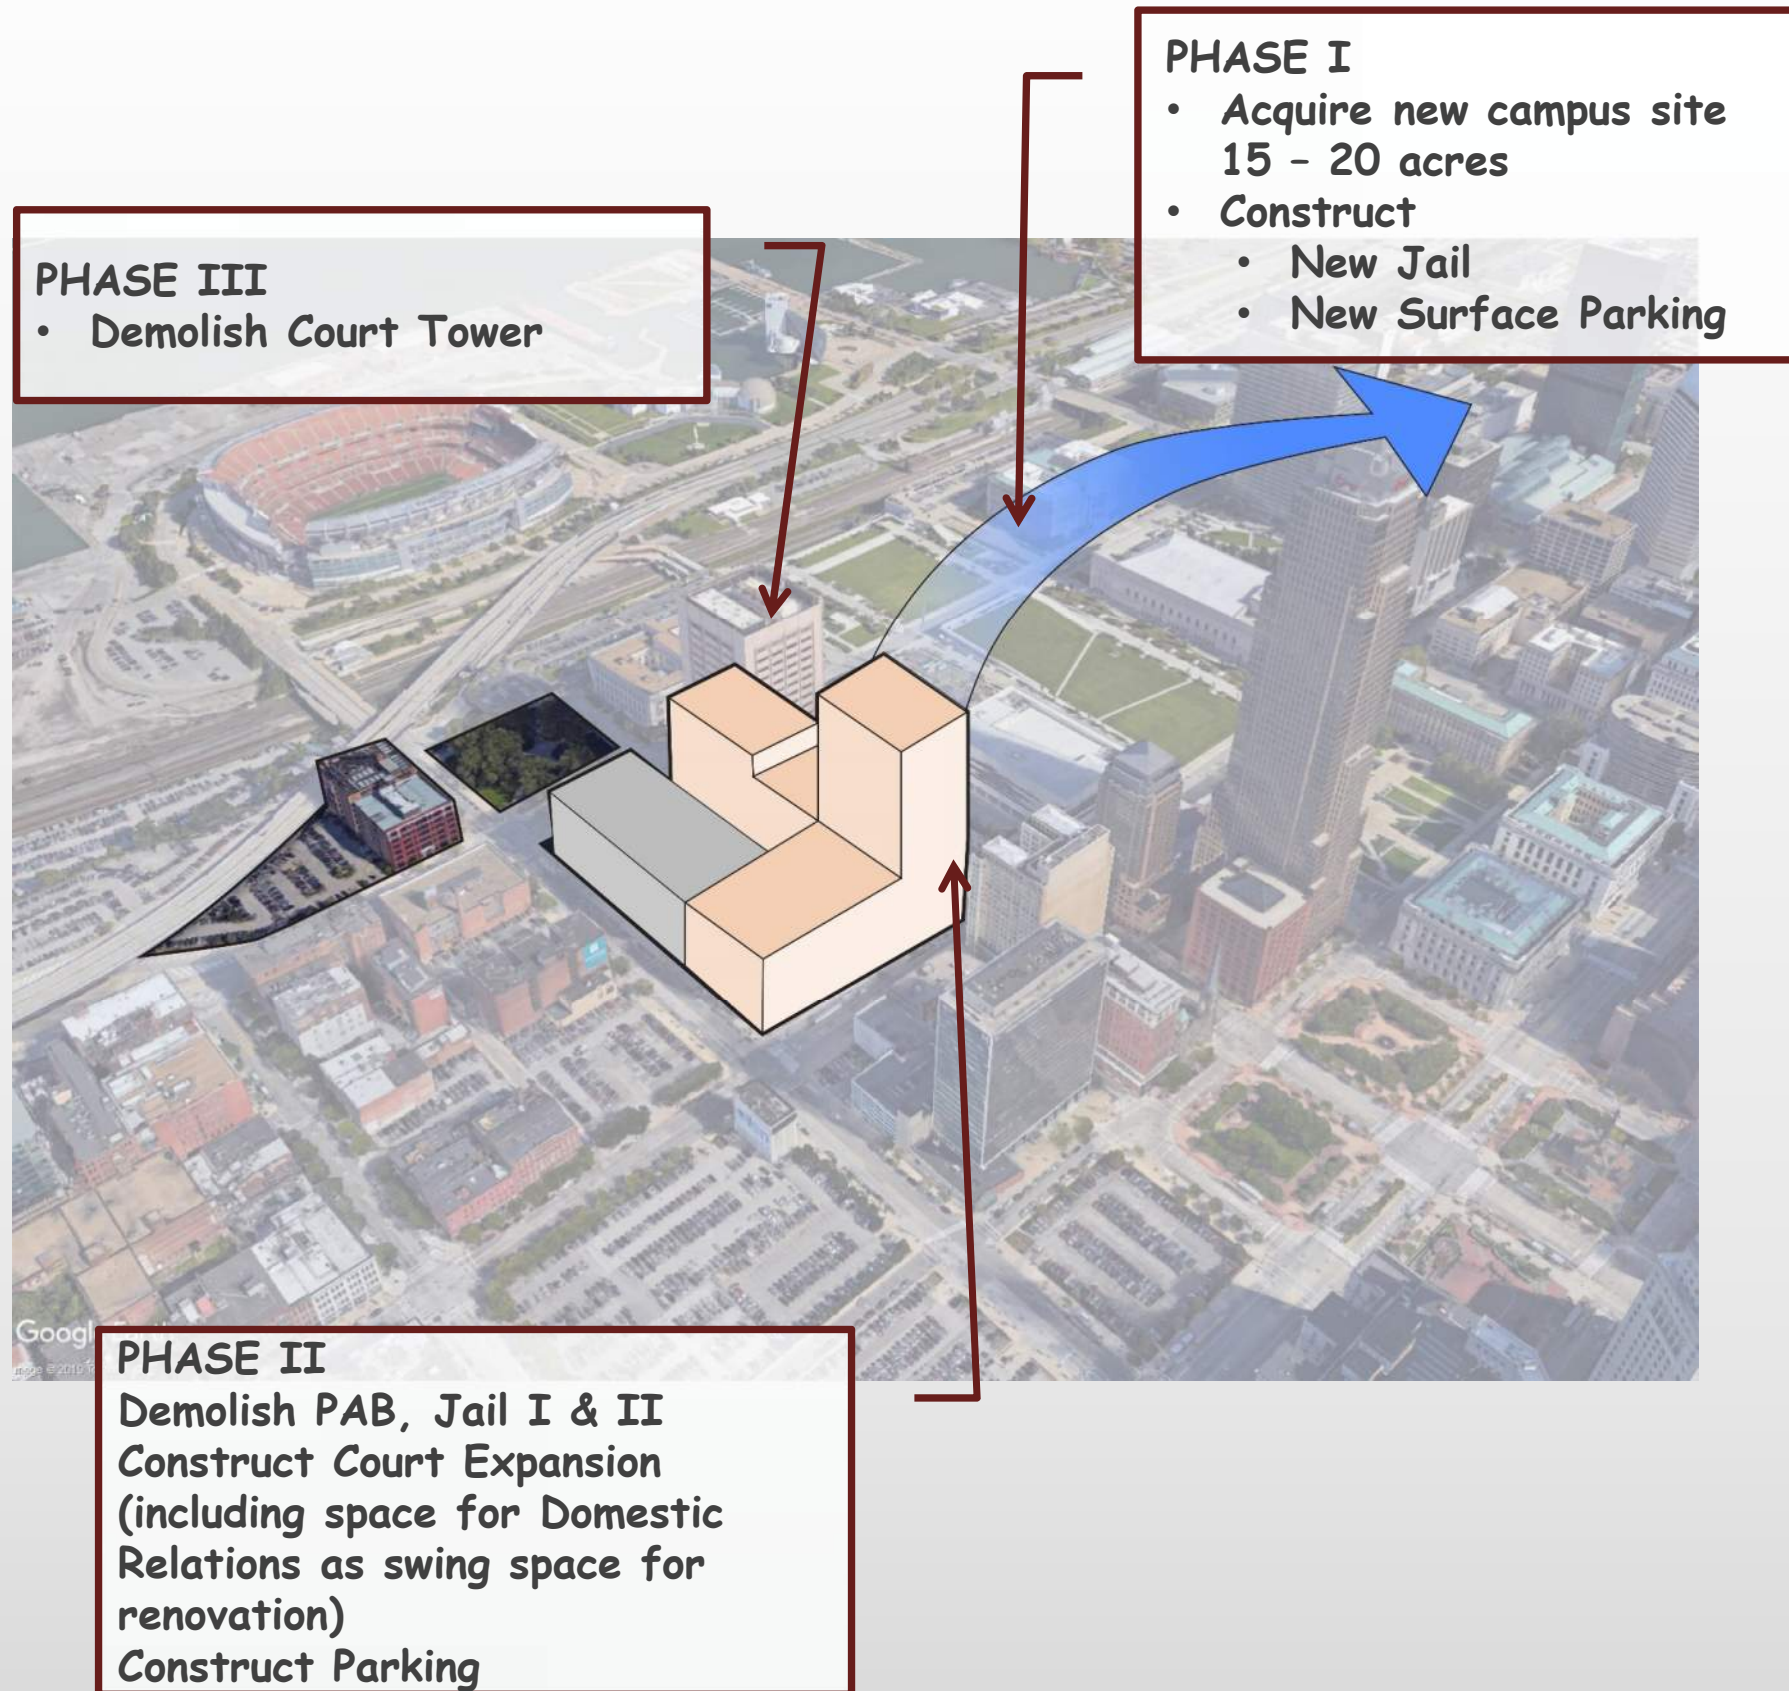 PHASE I
• Acquire new campus site
15 – 20 acres
• Construct
• New Jail
• New Surface Parking
PHASE III
• Demolish Court Tower
PHASE II
Demolish PAB, Jail I & II
Construct Court Expansion
(including space for Domestic
Relations as swing space for
renovation)
Construct Parking